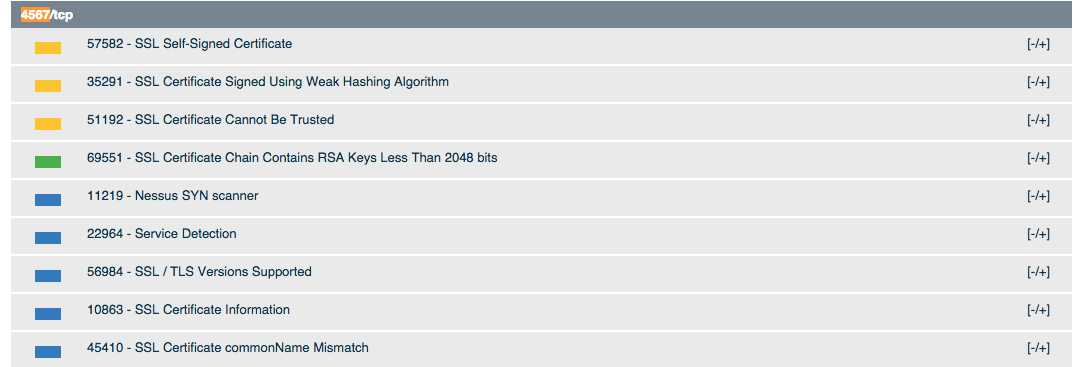 4567/tcp
57582 - SSL Self-Signed Certificate [-/+]
35291 - SSL Certificate Signed Using Weak Hashing Algorithm [-/+]
51192 - SSL Certificate Cannot Be Trusted [-/+]
69551 - SSL Certificate Chain Contains RSA Keys Less Than 2048 bits [-/+]
11219 - Nessus SYN scanner [-/+]
22964 - Service Detection [-/+]
56984 - SSL / TLS Versions Supported [-/+]
10863 - SSL Certificate Information [-/+]
45410 - SSL Certificate commonName Mismatch [-/+]